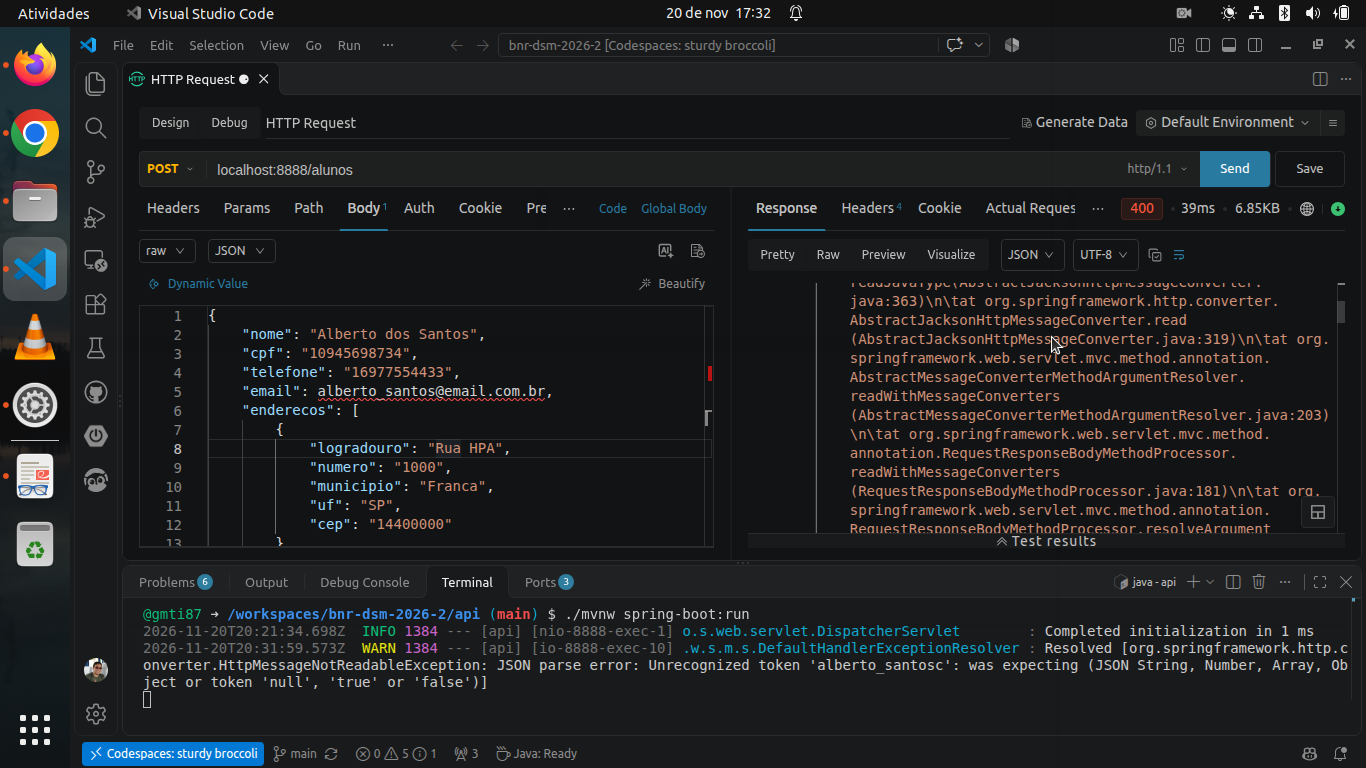 Atividades
Visual Studio Code
20 de nov 17:32
File Edit Selection View Go Run ···
bnr-dsm-2026-2 [Codespaces: sturdy broccoli]
HTTP Request
Design Debug HTTP Request
Generate Data
Default Environment
POST localhost:8888/alunos
http/1.1
Send
Save
Headers Params Path Body 1 Auth Cookie Pre ··· Code Global Body
Response Headers 4 Cookie Actual Reques ··· 400 39ms 6.85KB
raw JSON
Pretty Raw Preview Visualize JSON UTF-8
Dynamic Value
Beautify
1 {
2 "nome": "Alberto dos Santos",
3 "cpf": "10945698734",
4 "telefone": "16977554433",
5 "email": alberto_santos@email.com.br,
6 "enderecos": [
7 {
8 "logradouro": "Rua HPA",
9 "numero": "1000",
10 "municipio": "Franca",
11 "uf": "SP",
12 "cep": "14400000"
13 }
readJavaType(AbstractJacksonHttpMessageConverter.
java:363)\n\tat org.springframework.http.converter.
AbstractJacksonHttpMessageConverter.read
(AbstractJacksonHttpMessageConverter.java:319)\n\tat org.
springframework.web.servlet.mvc.method.annotation.
AbstractMessageConverterMethodArgumentResolver.
readWithMessageConverters
(AbstractMessageConverterMethodArgumentResolver.java:203)
\n\tat org.springframework.web.servlet.mvc.method.
annotation.RequestResponseBodyMethodProcessor.
readWithMessageConverters
(RequestResponseBodyMethodProcessor.java:181)\n\tat org.
springframework.web.servlet.mvc.method.annotation.
RequestResponseBodyMethodProcessor.resolveArgument
Test results
Problems 6 Output Debug Console Terminal Ports 3
java - api
@gmti87 ➜ /workspaces/bnr-dsm-2026-2/api (main) $ ./mvnw spring-boot:run
2026-11-20T20:21:34.698Z INFO 1384 --- [api] [nio-8888-exec-1] o.s.web.servlet.DispatcherServlet : Completed initialization in 1 ms
2026-11-20T20:31:59.573Z WARN 1384 --- [api] [io-8888-exec-10] .w.s.m.s.DefaultHandlerExceptionResolver : Resolved [org.springframework.http.c
onverter.HttpMessageNotReadableException: JSON parse error: Unrecognized token 'alberto_santosc': was expecting (JSON String, Number, Array, Ob
ject or token 'null', 'true' or 'false')]
Codespaces: sturdy broccoli main 0 5 1 3 Java: Ready